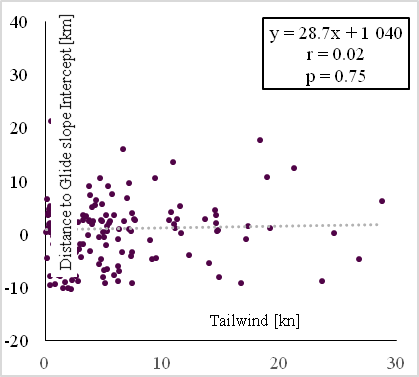 y = 28.7x + 1 040
r = 0.02
p = 0.75
Distance to Glide slope Intercept [km]
40
30
20
10
0
-10
-20
Tailwind [kn]
0
10
20
30